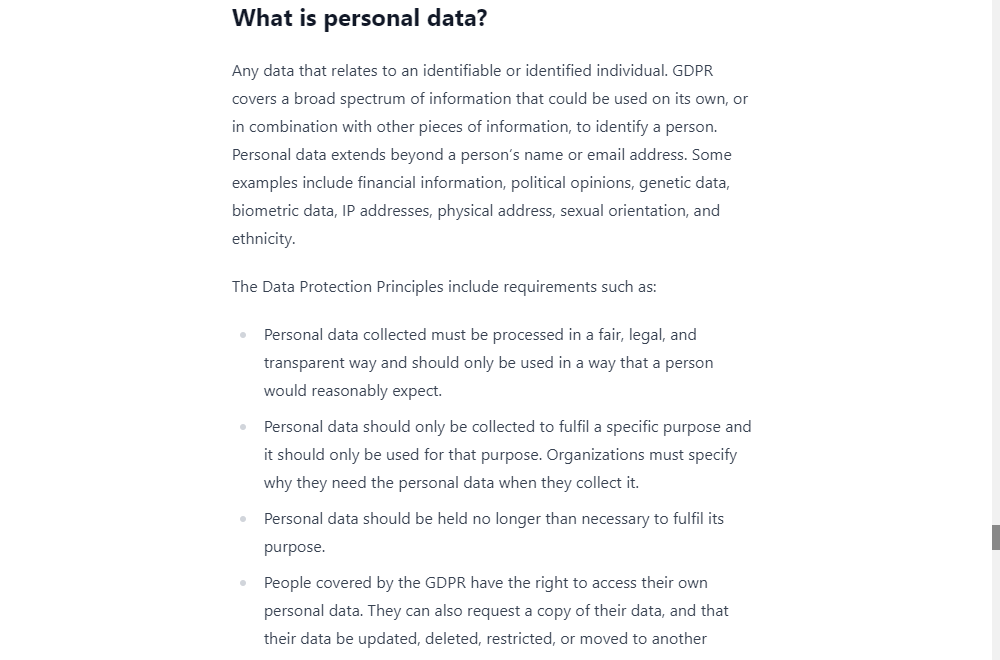 What is personal data?
Any data that relates to an identifiable or identified individual. GDPR
covers a broad spectrum of information that could be used on its own, or
in combination with other pieces of information, to identify a person.
Personal data extends beyond a person’s name or email address. Some
examples include financial information, political opinions, genetic data,
biometric data, IP addresses, physical address, sexual orientation, and
ethnicity.
The Data Protection Principles include requirements such as:
Personal data collected must be processed in a fair, legal, and
transparent way and should only be used in a way that a person
would reasonably expect.
Personal data should only be collected to fulfil a specific purpose and
it should only be used for that purpose. Organizations must specify
why they need the personal data when they collect it.
Personal data should be held no longer than necessary to fulfil its
purpose.
People covered by the GDPR have the right to access their own
personal data. They can also request a copy of their data, and that
their data be updated, deleted, restricted, or moved to another